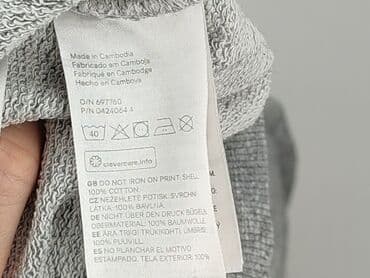 Made in Cambodia
Fabricado em Camboja
Fabriqué en Cambodge
Hecho en Camboya
O/N 697760
P/N 0424064 4
40
clevercare.info
GB DO NOT IRON ON PRINT. SHELL:
100% COTTON.
CZ NEZEHLETE POTISK. SVRCHNÍ
LÁTKA: 100% BAVLNA.
DE NICHT ÜBER DEN DRUCK BÜGELN.
OBERMATERIAL: 100% BAUMWOLLE.
EE ÄRA TRIIGI TRÜKKI KOHALT. ÜMBRIS:
100% PUUVILL.
ES NO PLANCHAR EL MOTIVO
ESTAMPADO. TELA EXTERIOR: 100%